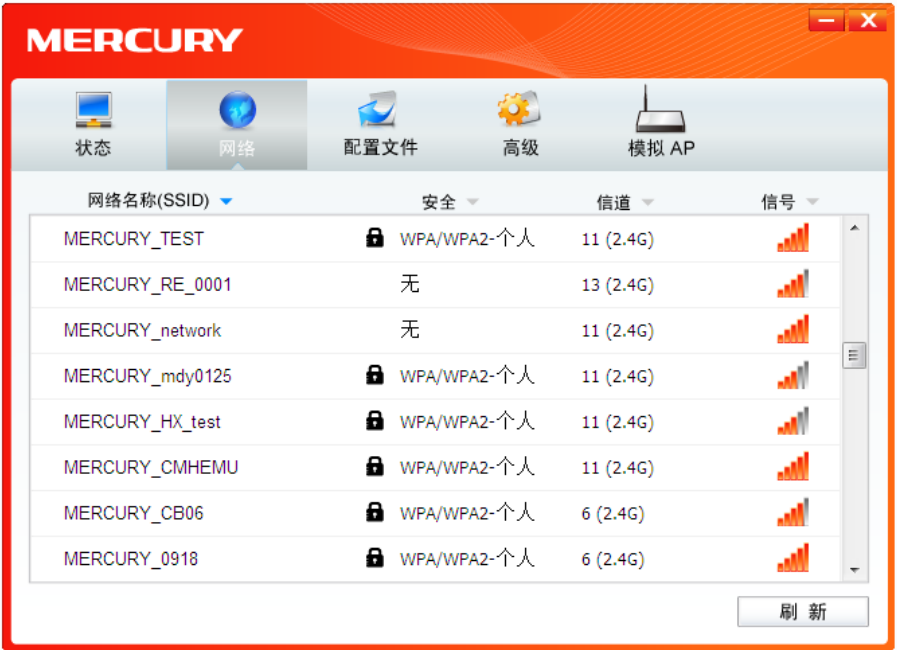 MERCURY
状态 网络 配置文件 高级 模拟 AP
网络名称(SSID) 安全 信道 信号
MERCURY_TEST WPA/WPA2-个人 11 (2.4G)
MERCURY_RE_0001 无 13 (2.4G)
MERCURY_network 无 11 (2.4G)
MERCURY_mdy0125 WPA/WPA2-个人 11 (2.4G)
MERCURY_HX_test WPA/WPA2-个人 11 (2.4G)
MERCURY_CMHEMU WPA/WPA2-个人 11 (2.4G)
MERCURY_CB06 WPA/WPA2-个人 6 (2.4G)
MERCURY_0918 WPA/WPA2-个人 6 (2.4G)
刷 新